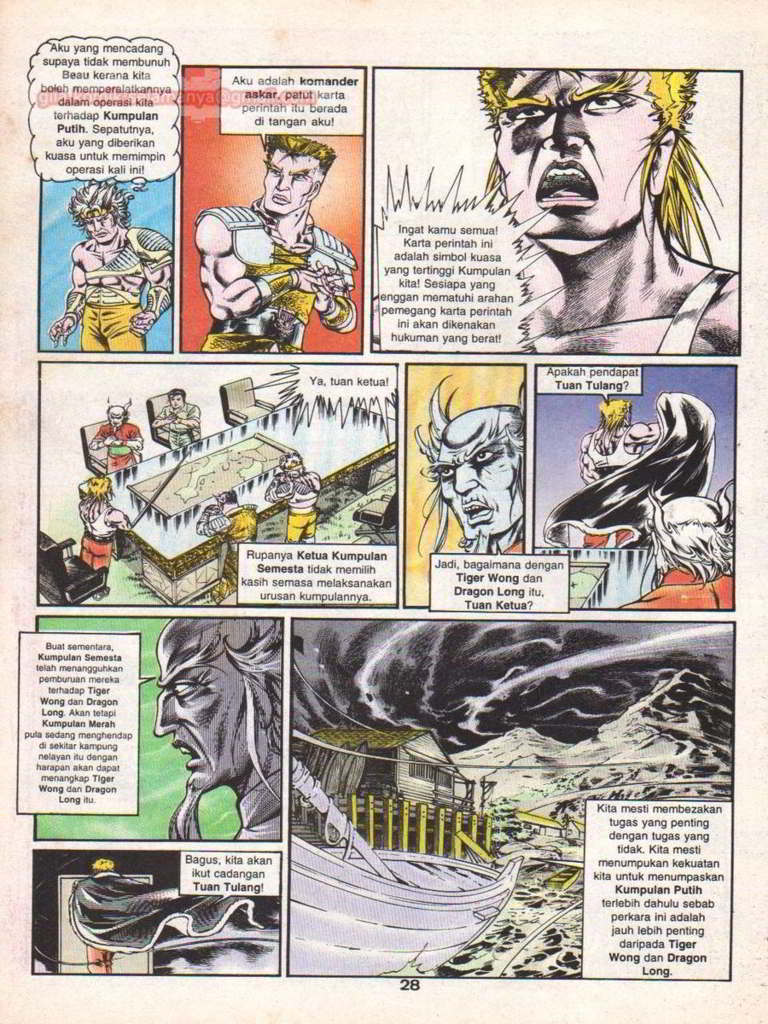 Aku yang mencadang
supaya tidak membunuh
Beau kerana kita
boleh memperalatkannya
dalam operasi kita
terhadap Kumpulan
Putih. Sepatutnya,
aku yang diberikan
kuasa untuk memimpin
operasi kali ini!
Aku adalah komander
askar, patut karta
perintah itu berada
di tangan aku!
Ingat kamu semua!
Karta perintah ini
adalah simbol kuasa
yang tertinggi Kumpulan
kita! Sesiapa yang
enggan mematuhi arahan
pemegang karta perintah
ini akan dikenakan
hukuman yang berat!
Ya, tuan ketua!
Rupanya Ketua Kumpulan
Semesta tidak memilih
kasih semasa melaksanakan
urusan kumpulannya.
Jadi, bagaimana dengan
Tiger Wong dan
Dragon Long itu,
Tuan Ketua?
Apakah pendapat
Tuan Tulang?
Buat sementara,
Kumpulan Semesta
telah menangguhkan
pemburuan mereka
terhadap Tiger
Wong dan Dragon
Long. Akan tetapi
Kumpulan Merah
pula sedang menghendap
di sekitar kampung
nelayan itu dengan
harapan akan dapat
menangkap Tiger
Wong dan Dragon
Long itu.
Bagus, kita akan
ikut cadangan
Tuan Tulang!
Kita mesti membezakan
tugas yang penting
dengan tugas yang
tidak. Kita mesti
menumpukan kekuatan
kita untuk menumpaskan
Kumpulan Putih
terlebih dahulu sebab
perkara ini adalah
jauh lebih penting
daripada Tiger
Wong dan Dragon
Long.
28